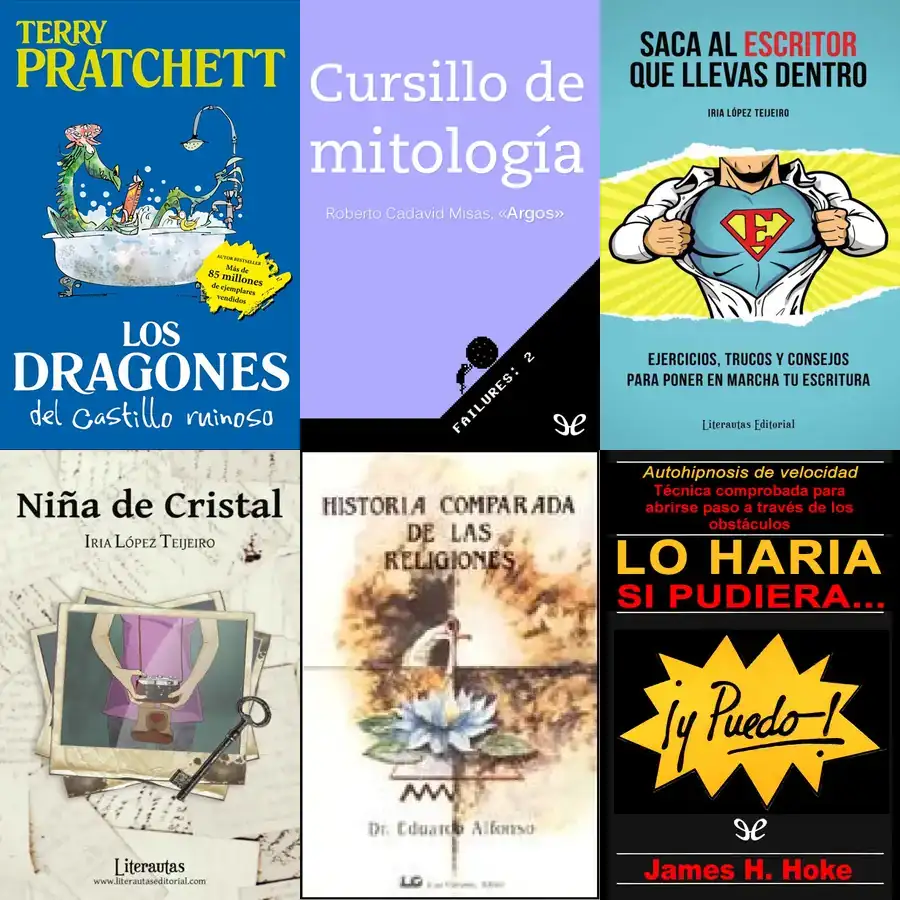 TERRY
PRATCHETT
AUTOR BESTSELLER
Más de
85 millones
de ejemplares
vendidos
LOS
DRAGONES
del Castillo ruinoso
Cursillo de
mitología
Roberto Cadavid Misas, «Argos»
FAILURES: 2
SACA AL ESCRITOR
QUE LLEVAS DENTRO
IRIA LÓPEZ TEIJEIRO
E
EJERCICIOS, TRUCOS Y CONSEJOS
PARA PONER EN MARCHA TU ESCRITURA
Literautas Editorial
Niña de Cristal
IRIA LÓPEZ TEIJEIRO
Literautas
www.literautaseditorial.com
HISTORIA COMPARADA
DE LAS
RELIGIONES
Dr. Eduardo Alfonso
LG
Autohipnosis de velocidad
Técnica comprobada para
abrirse paso a través de los
obstáculos
LO HARIA
SI PUDIERA...
¡y Puedo!
James H. Hoke